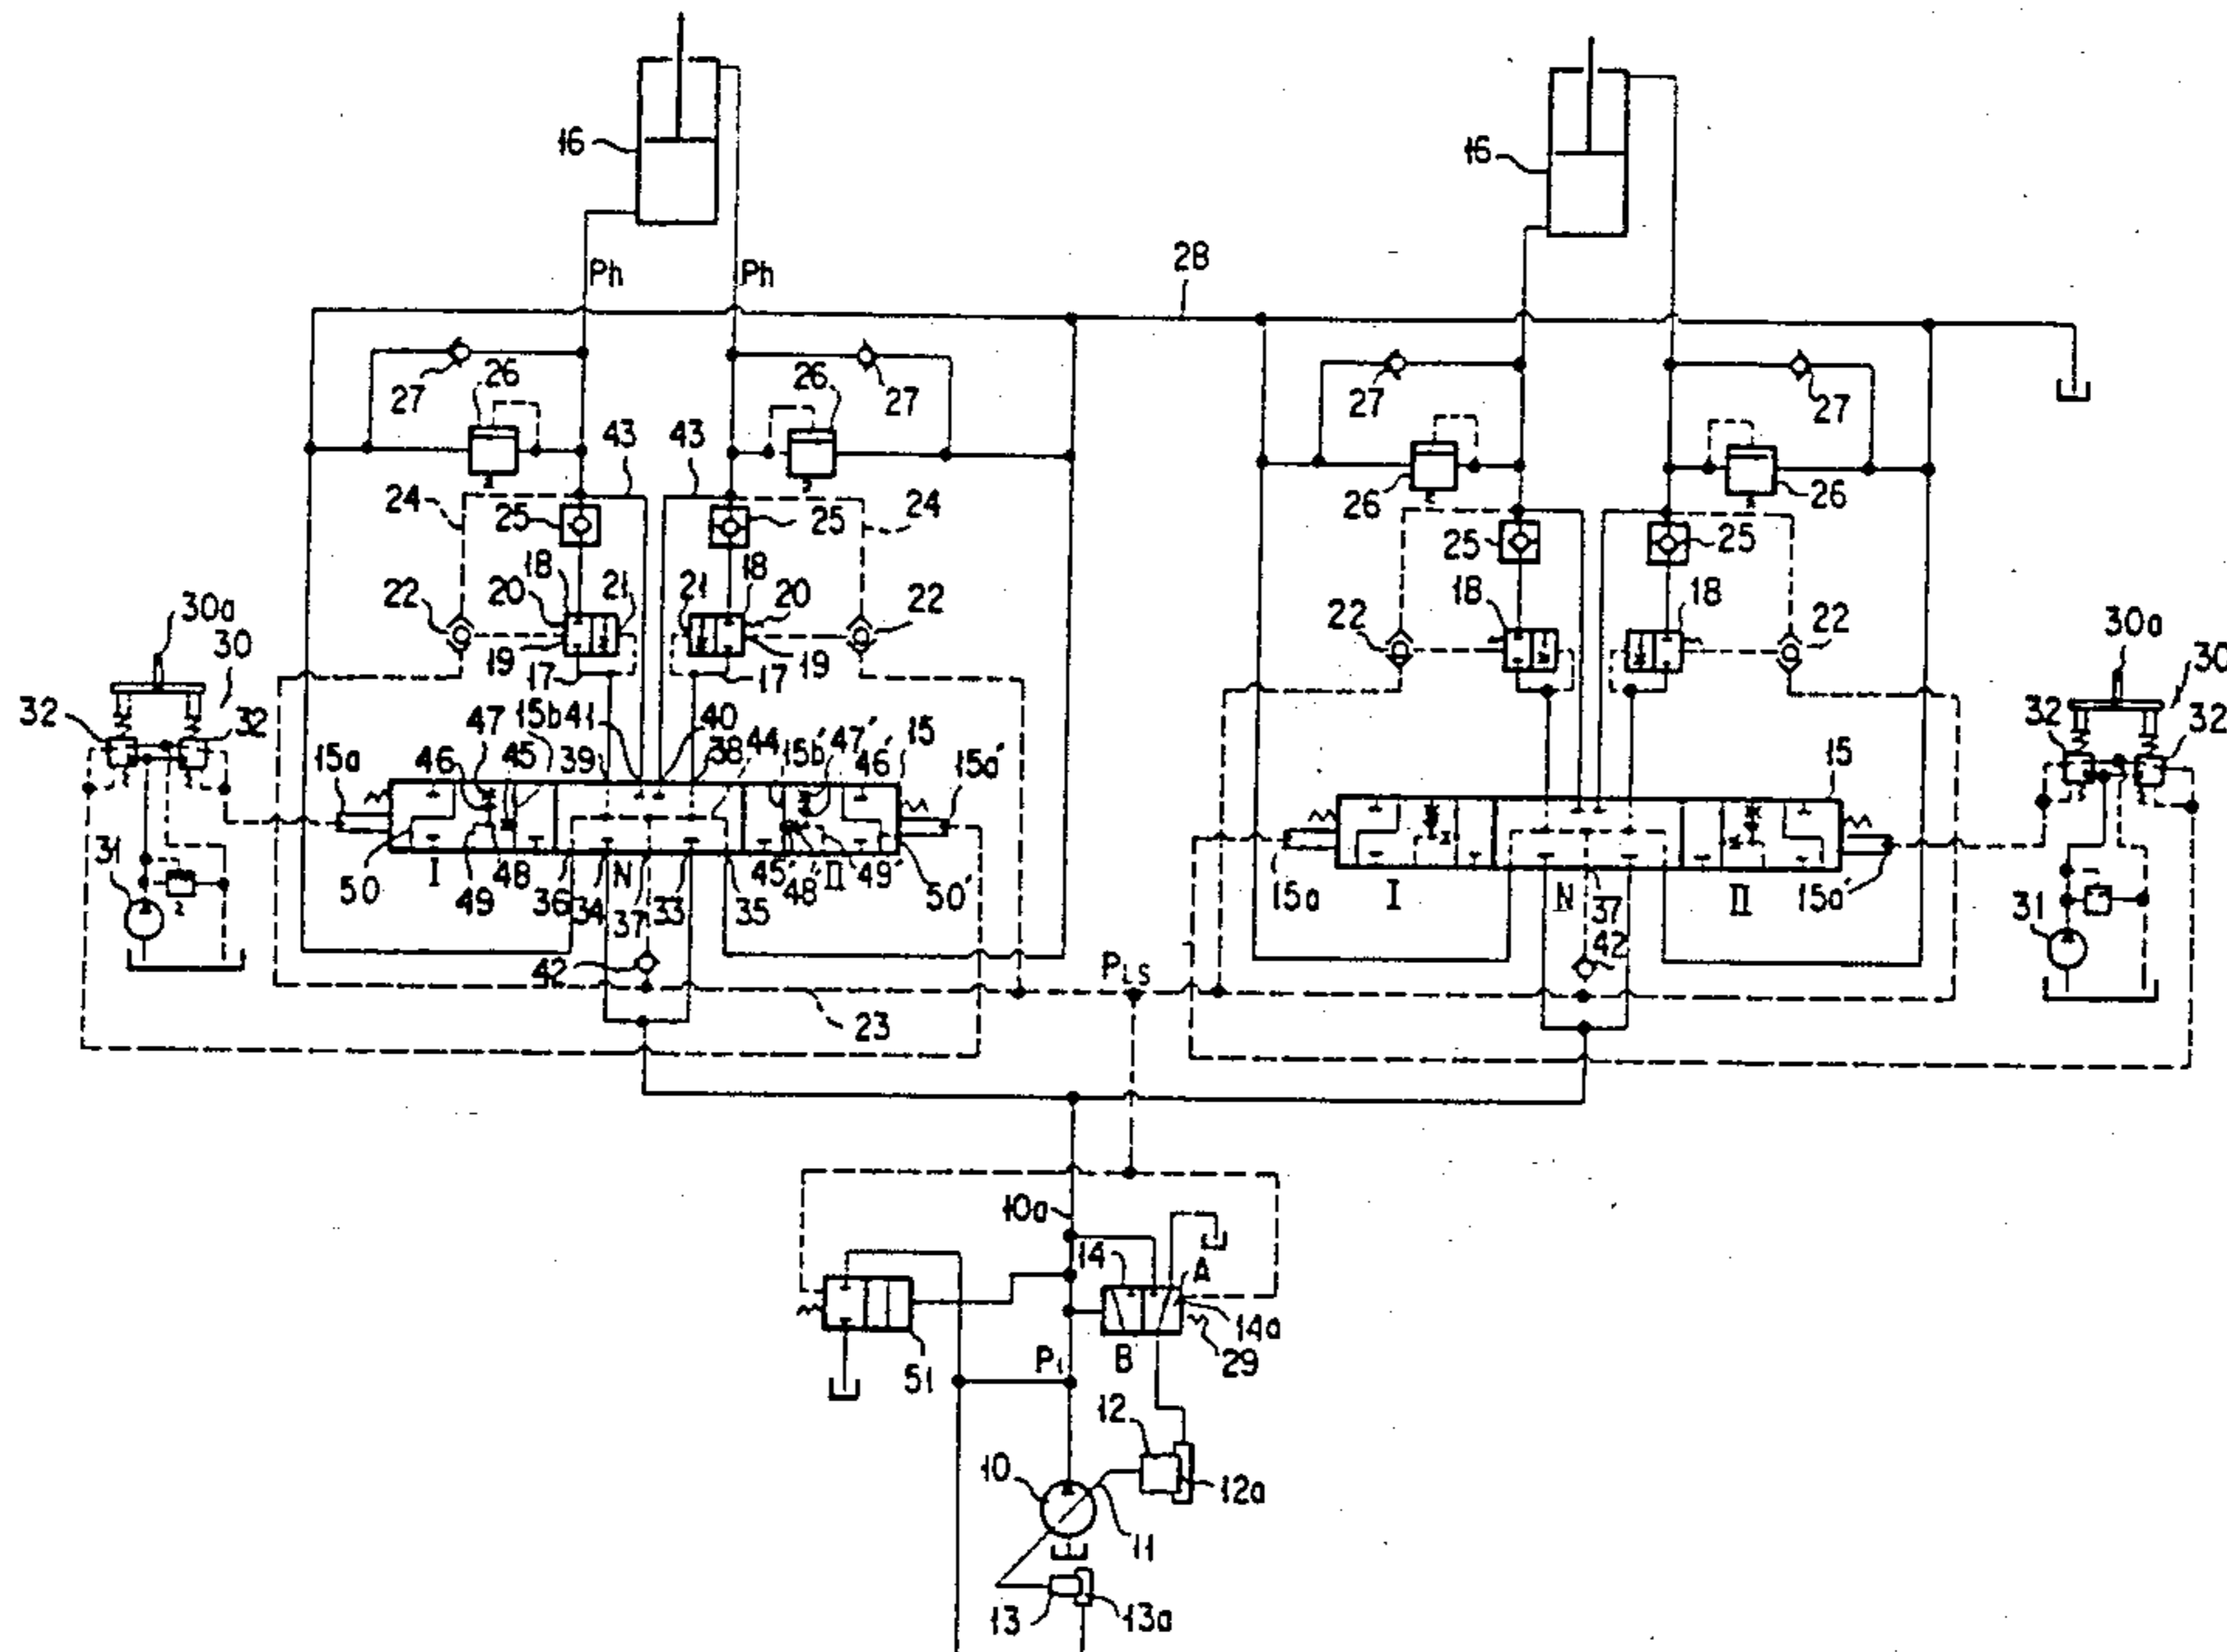 16 16
28
Ph Ph
27 26 26 27 27 27
43 43 26 26
24 25 25 24 25 25
18 21 21 18 18 18
22 20 20 22 22 22
30a 19 19 30a
30 17 17 30
32 32 47 45 15b 41 39 40 38 44 15b' 47' 46' 15 32 32
15a 46 15a' 15
31 50 I 49 48 36 34 N 37 33 35 45' 48' II 49' 50' 15a I N 37 II 15a' 31
42 42
PLS
23
10a
14 A
14a
51 P1 B 29
12
10 12a
11
13 13a